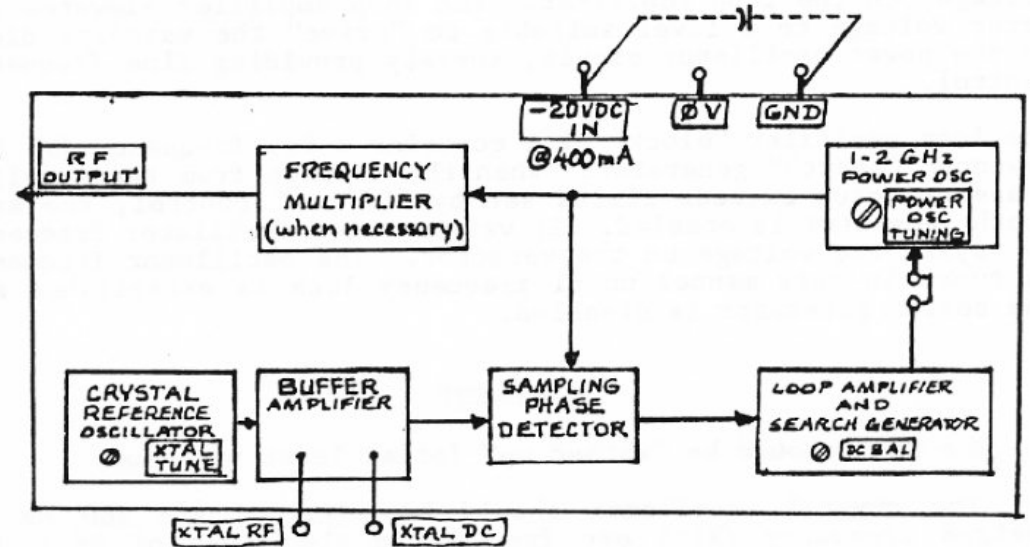 -20VDC
IN
@400mA
ØV
GND
RF
OUTPUT
FREQUENCY
MULTIPLIER
(when necessary)
1-2 GHz
POWER OSC
POWER
OSC
TUNING
CRYSTAL
REFERENCE
OSCILLATOR
XTAL
TUNE
BUFFER
AMPLIFIER
SAMPLING
PHASE
DETECTOR
LOOP AMPLIFIER
AND
SEARCH GENERATOR
DC BAL
XTAL RF
XTAL DC